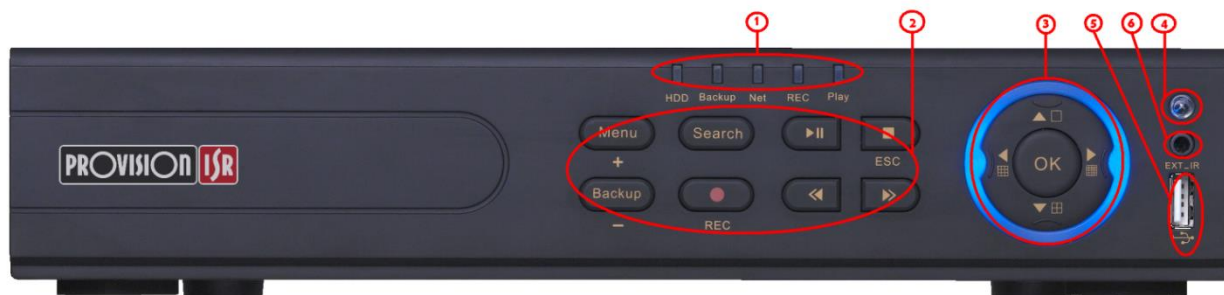 1 2 3 5 6 4
HDD Backup Net REC Play
Menu Search
+ ESC
PROVISION ISR
OK
EXT_IR
Backup
− REC